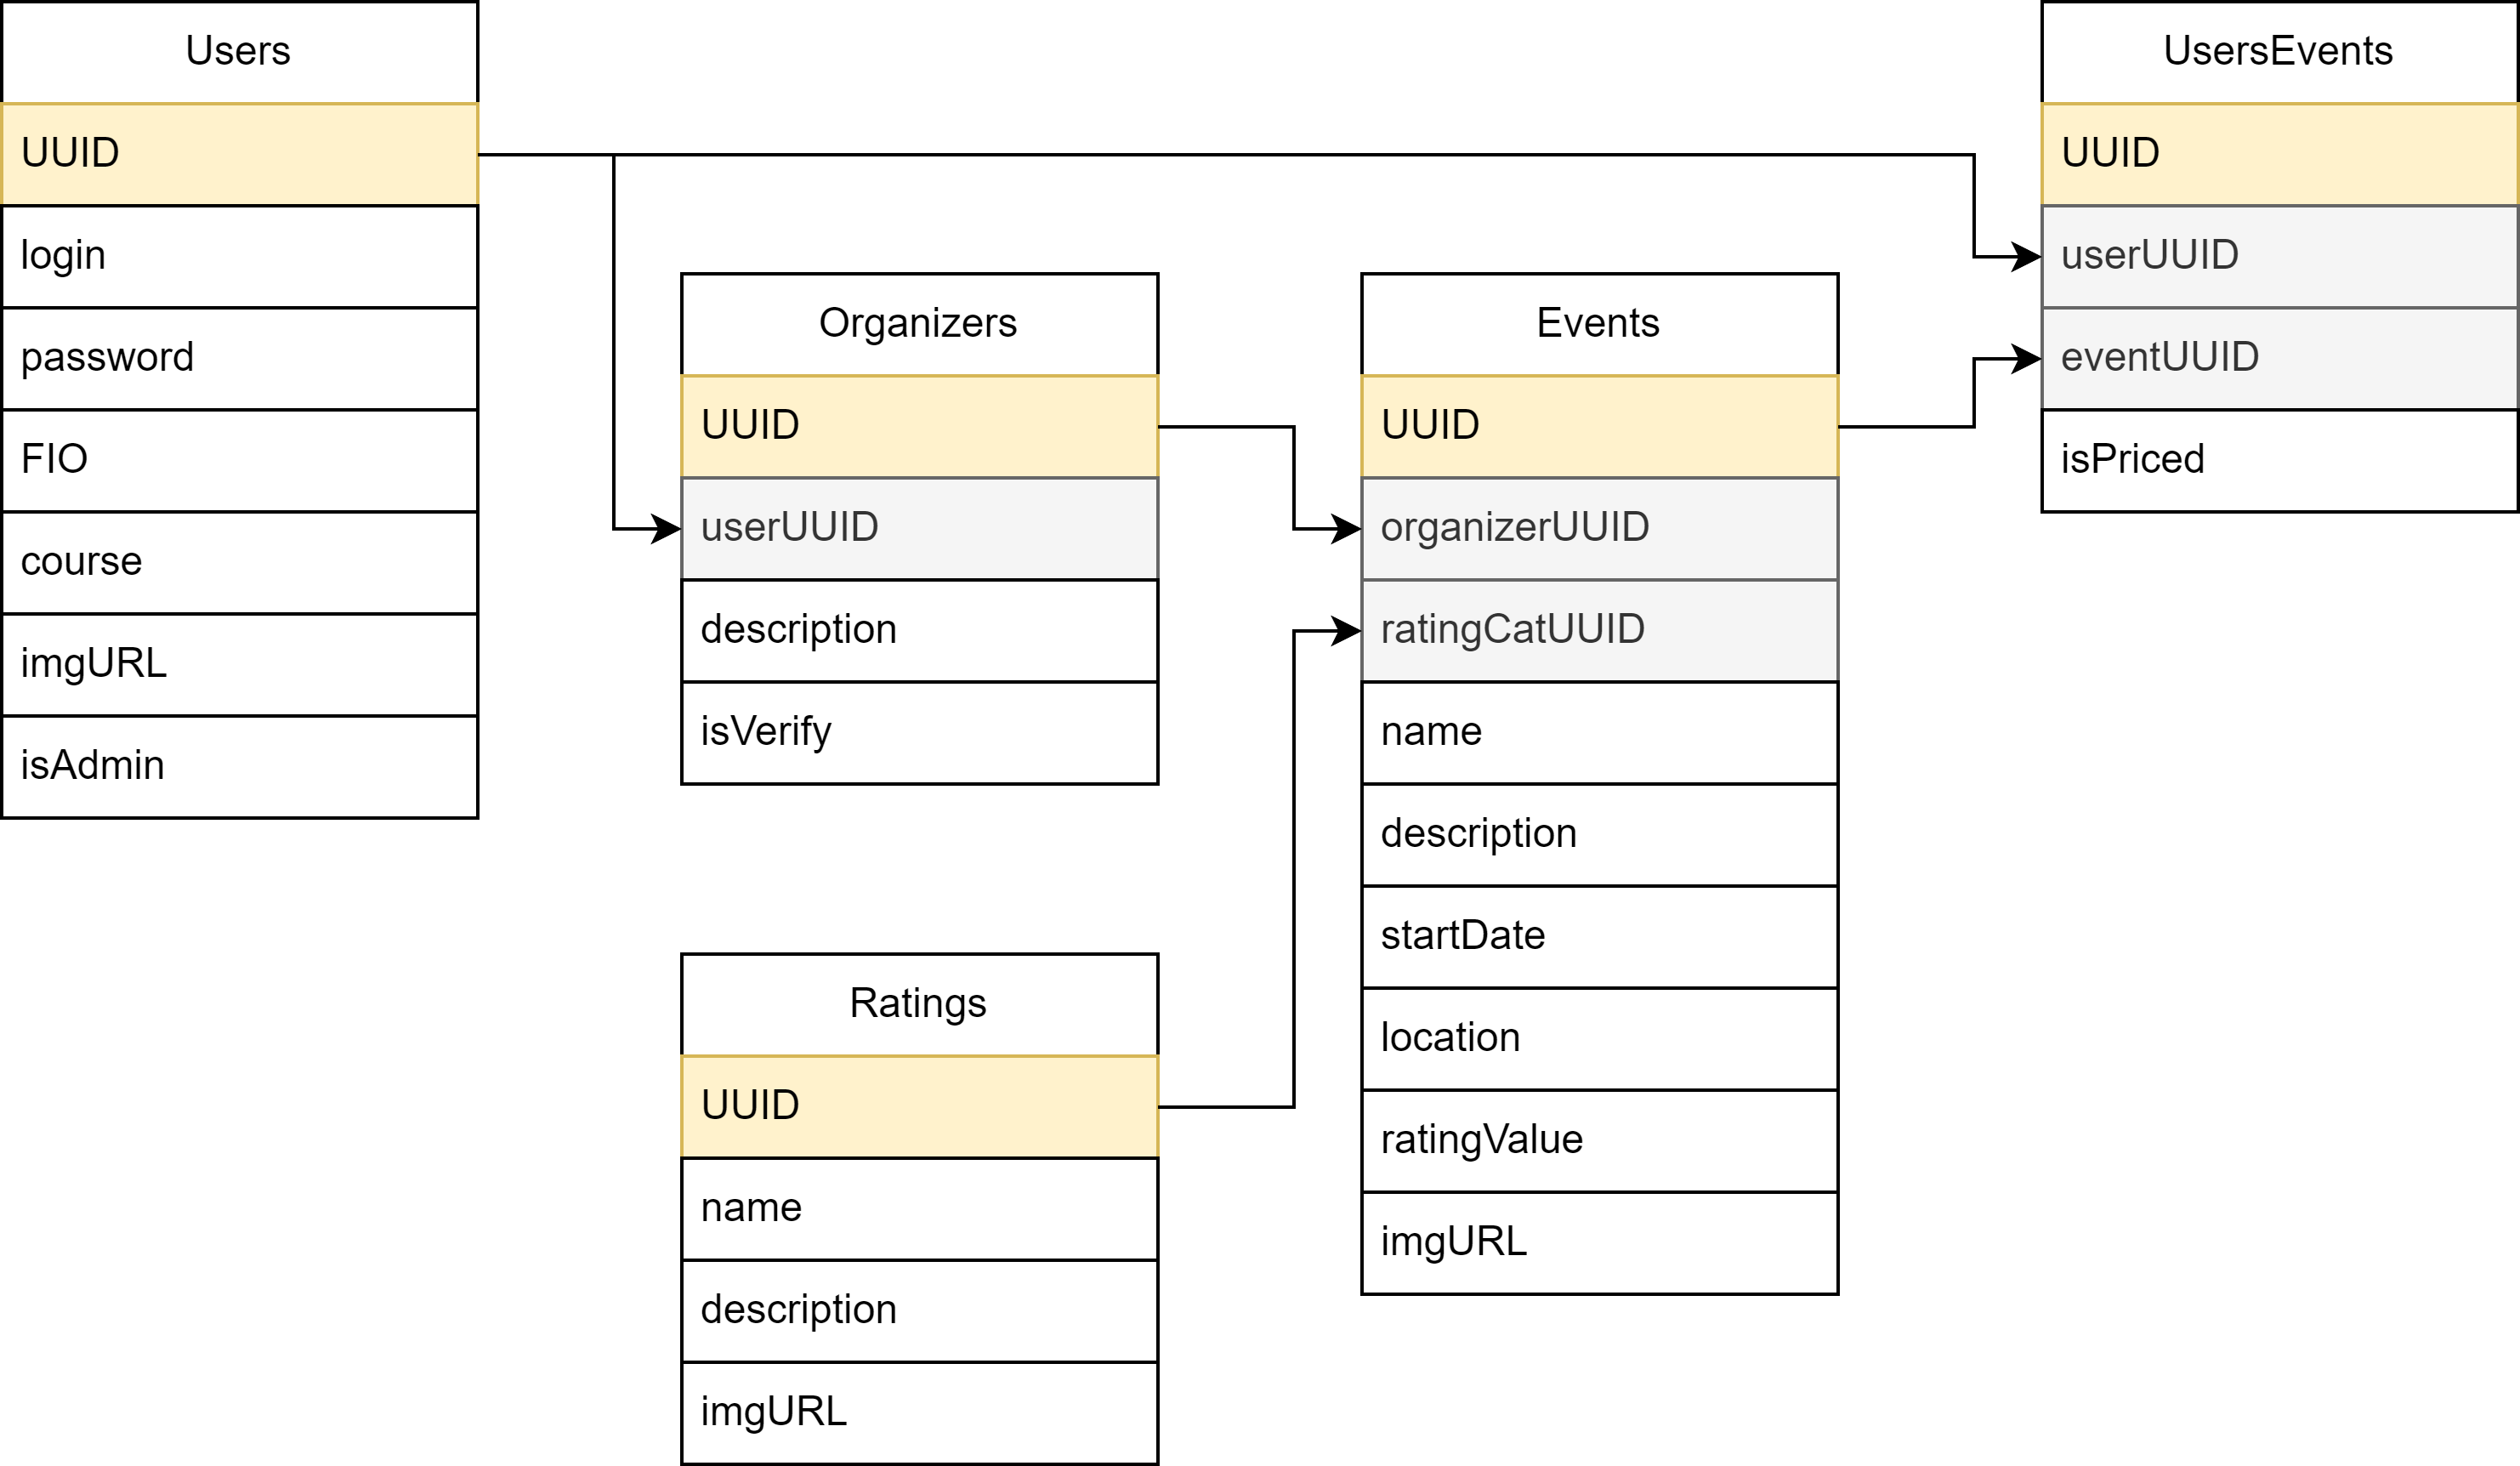 Users
UUID
login
password
FIO
course
imgURL
isAdmin
Organizers
UUID
userUUID
description
isVerify
Ratings
UUID
name
description
imgURL
Events
UUID
organizerUUID
ratingCatUUID
name
description
startDate
location
ratingValue
imgURL
UsersEvents
UUID
userUUID
eventUUID
isPriced